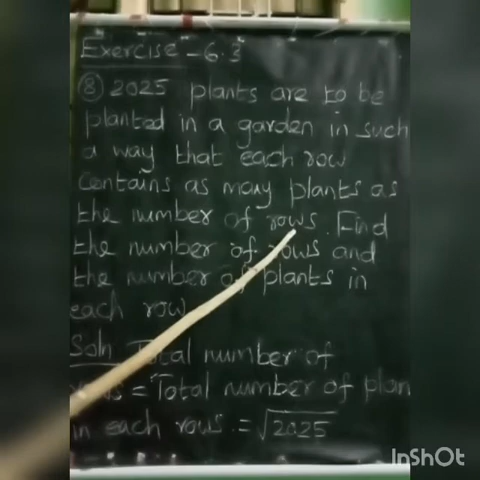 Exercise - 6.3
⑧ 2025 plants are to be
planted in a garden in such
a way that each row
contains as many plants as
the number of rows. Find
the number of rows and
the number of plants in
each row
Soln Total number of
rows = Total number of plan
in each rows = √2025
InShOt